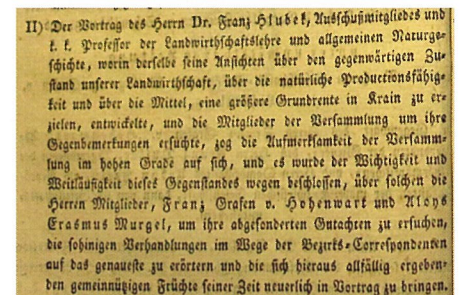 II) Der Vortrag des Herrn Dr. Franz Hlubek, Ausschußmitgliedes und
k. k. Professor der Landwirthschaftslehre und allgemeinen Naturge-
schichte, worin derselbe seine Ansichten über den gegenwärtigen Zu-
stand unserer Landwirthschaft, über die natürliche Productionsfähig-
keit und über die Mittel, eine größere Grundrente in Krain zu er-
zielen, entwickelte, und die Mitglieder der Versammlung um ihre
Gegenbemerkungen ersuchte, zog die Aufmerksamkeit der Versamm-
lung im hohen Grade auf sich, und es wurde der Wichtigkeit und
Weitläufigkeit dieses Gegenstandes wegen beschlossen, über solchen die
Herren Mitglieder, Franz Grafen v. Hohenwart und Aloys
Erasmus Murgel, um ihre abgesonderten Gutachten zu ersuchen,
die sohinigen Verhandlungen im Wege der Bezirks-Correspondenten
auf das genaueste zu erörtern und die sich hieraus allfällig ergeben-
den gemeinnützigen Früchte seiner Zeit neuerlich in Vortrag zu bringen.